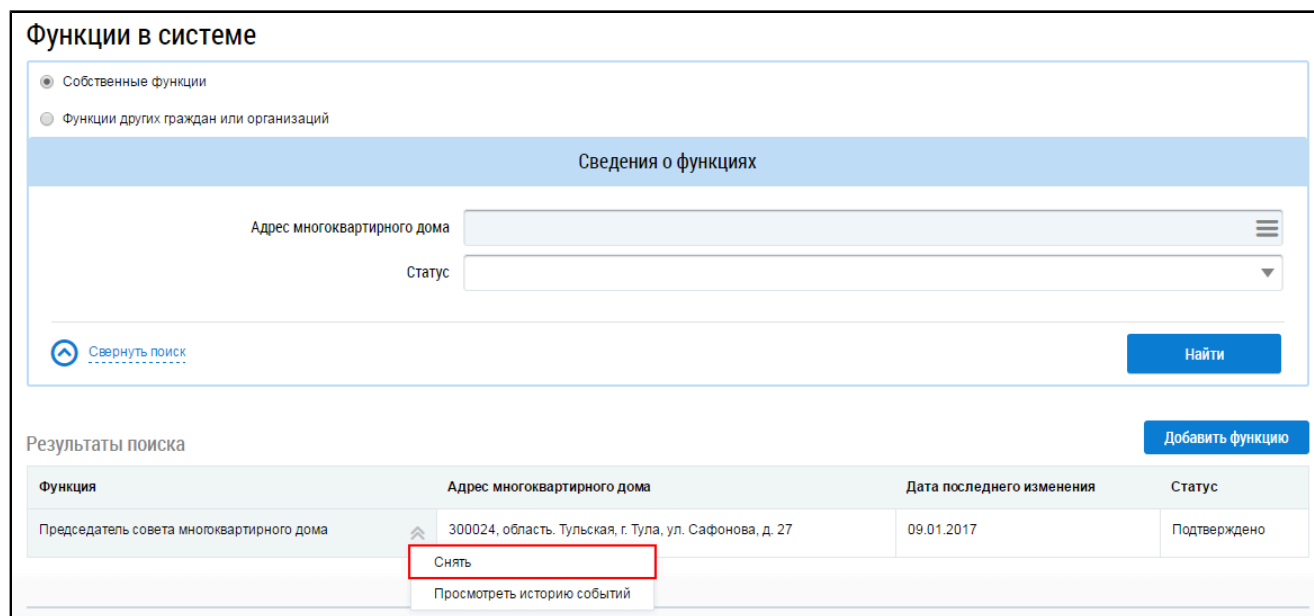 Функции в системе
Собственные функции
Функции других граждан или организаций
Сведения о функциях
Адрес многоквартирного дома
Статус
Свернуть поиск
Найти
Результаты поиска
Добавить функцию
Функция Адрес многоквартирного дома Дата последнего изменения Статус
Председатель совета многоквартирного дома 300024, область. Тульская, г. Тула, ул. Сафонова, д. 27 09.01.2017 Подтверждено
Снять
Просмотреть историю событий